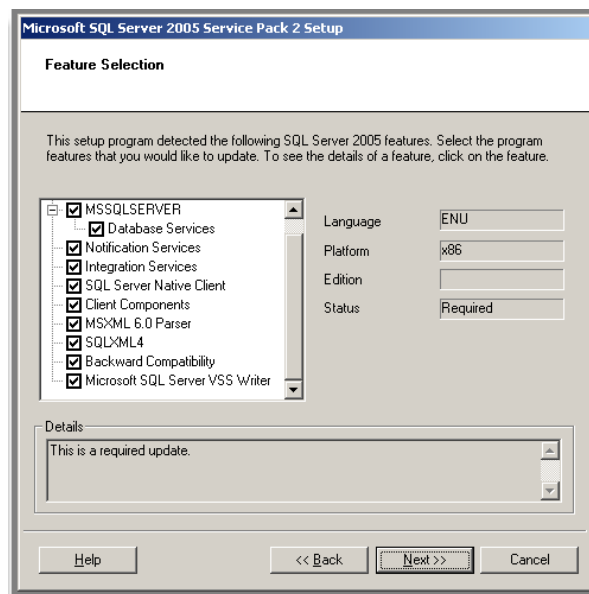 Microsoft SQL Server 2005 Service Pack 2 Setup
Feature Selection
This setup program detected the following SQL Server 2005 features. Select the program
features that you would like to update. To see the details of a feature, click on the feature.
MSSQLSERVER
Database Services
Notification Services
Integration Services
SQL Server Native Client
Client Components
MSXML 6.0 Parser
SQLXML4
Backward Compatibility
Microsoft SQL Server VSS Writer
Language ENU
Platform x86
Edition
Status Required
Details
This is a required update.
Help << Back Next >> Cancel